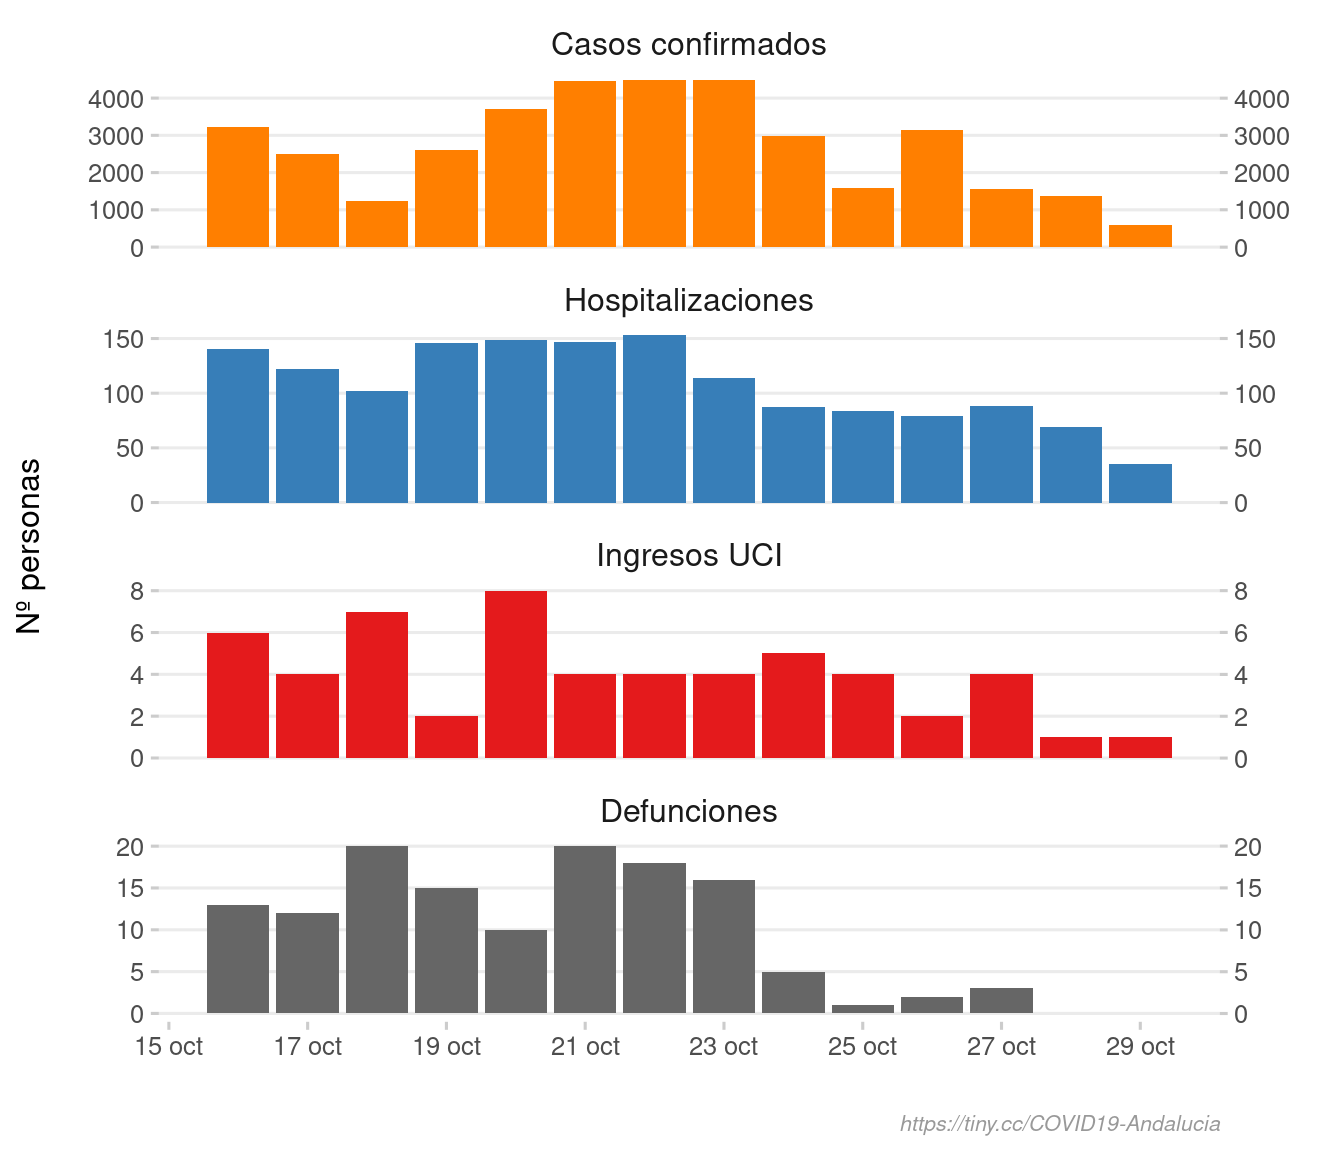 Casos confirmados
4000 4000
3000 3000
2000 2000
1000 1000
0 0
Hospitalizaciones
150 150
100 100
50 50
0 0
Nº personas
Ingresos UCI
8 8
6 6
4 4
2 2
0 0
Defunciones
20 20
15 15
10 10
5 5
0 0
15 oct 17 oct 19 oct 21 oct 23 oct 25 oct 27 oct 29 oct
https://tiny.cc/COVID19-Andalucia